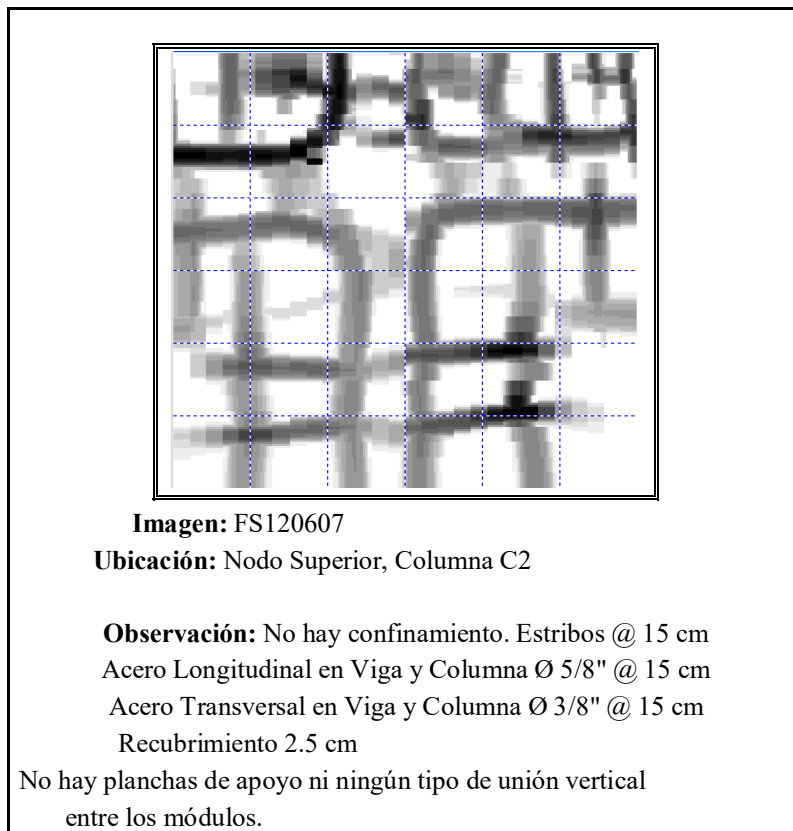 Imagen: FS120607
Ubicación: Nodo Superior, Columna C2
Observación: No hay confinamiento. Estribos @ 15 cm
Acero Longitudinal en Viga y Columna Ø 5/8" @ 15 cm
Acero Transversal en Viga y Columna Ø 3/8" @ 15 cm
Recubrimiento 2.5 cm
No hay planchas de apoyo ni ningún tipo de unión vertical
entre los módulos.